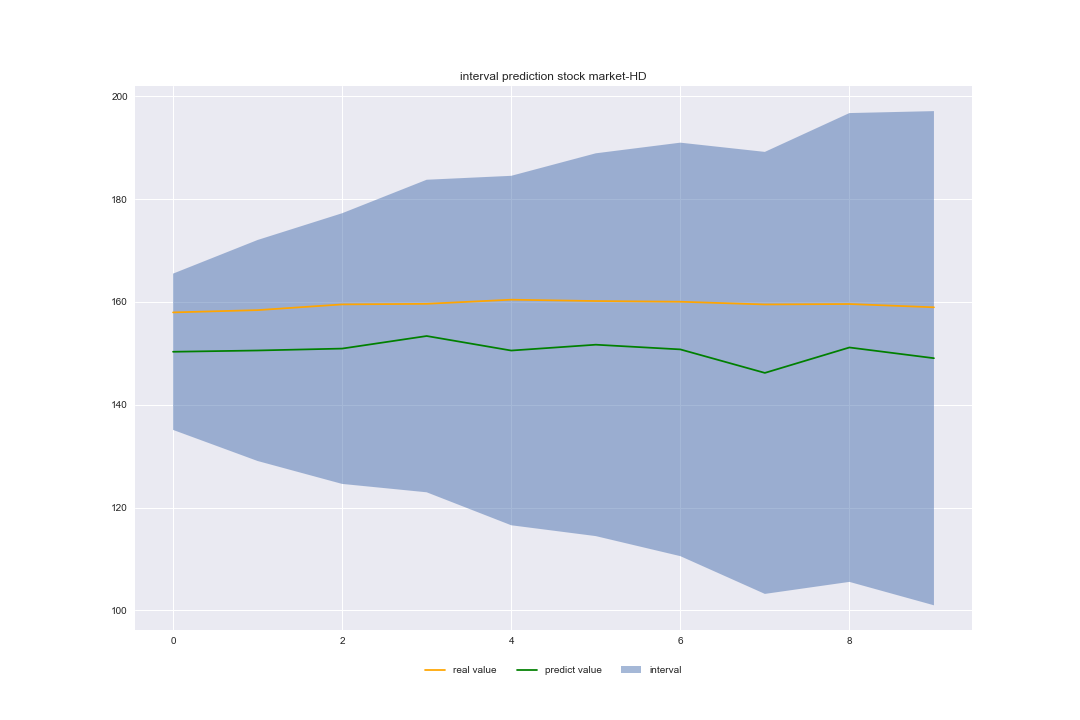 interval prediction stock market-HD
200
180
160
140
120
100
0 2 4 6 8
real value predict value interval